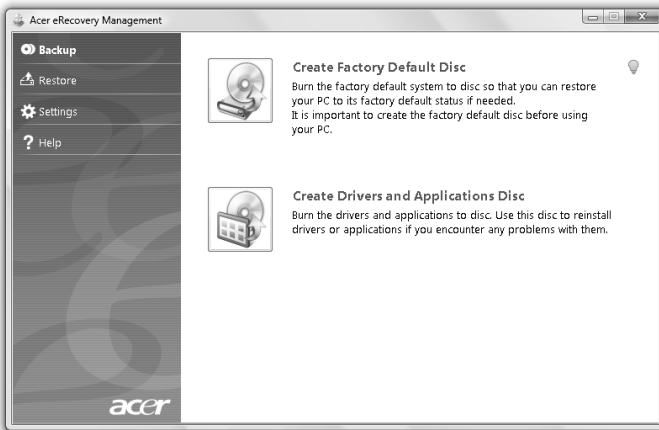 Acer eRecovery Management
Backup
Restore
Settings
? Help
Create Factory Default Disc
Burn the factory default system to disc so that you can restore
your PC to its factory default status if needed.
It is important to create the factory default disc before using
your PC.
Create Drivers and Applications Disc
Burn the drivers and applications to disc. Use this disc to reinstall
drivers or applications if you encounter any problems with them.
acer